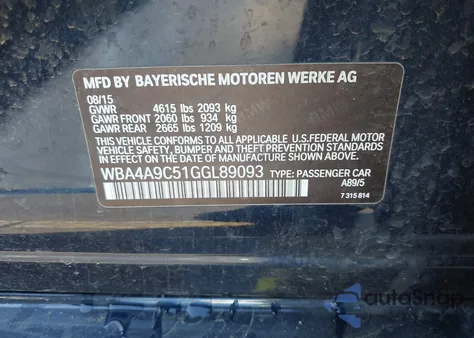 MFD BY BAYERISCHE MOTOREN WERKE AG
08/15
GVWR 4615 lbs 2093 kg
GAWR FRONT 2060 lbs 934 kg
GAWR REAR 2665 lbs 1209 kg
THIS VEHICLE CONFORMS TO ALL APPLICABLE U.S.FEDERAL MOTOR
VEHICLE SAFETY, BUMPER, AND THEFT PREVENTION STANDARDS
IN EFFECT ON THE DATE OF MANUFACTURE SHOWN ABOVE.
WBA4A9C51GGL89093 TYPE: PASSENGER CAR
A89/5
7 315 814
autoSnap